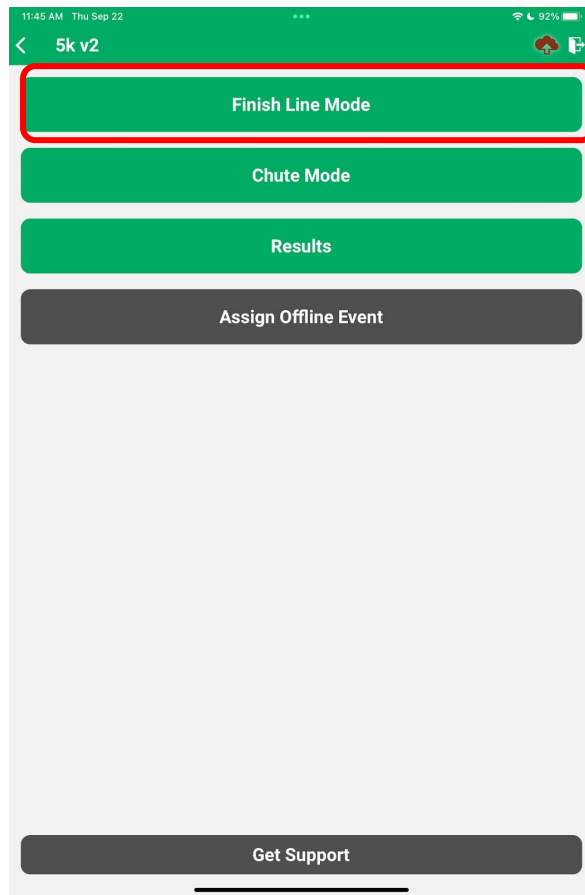 11:45 AM Thu Sep 22 92%
5k v2
Finish Line Mode
Chute Mode
Results
Assign Offline Event
Get Support